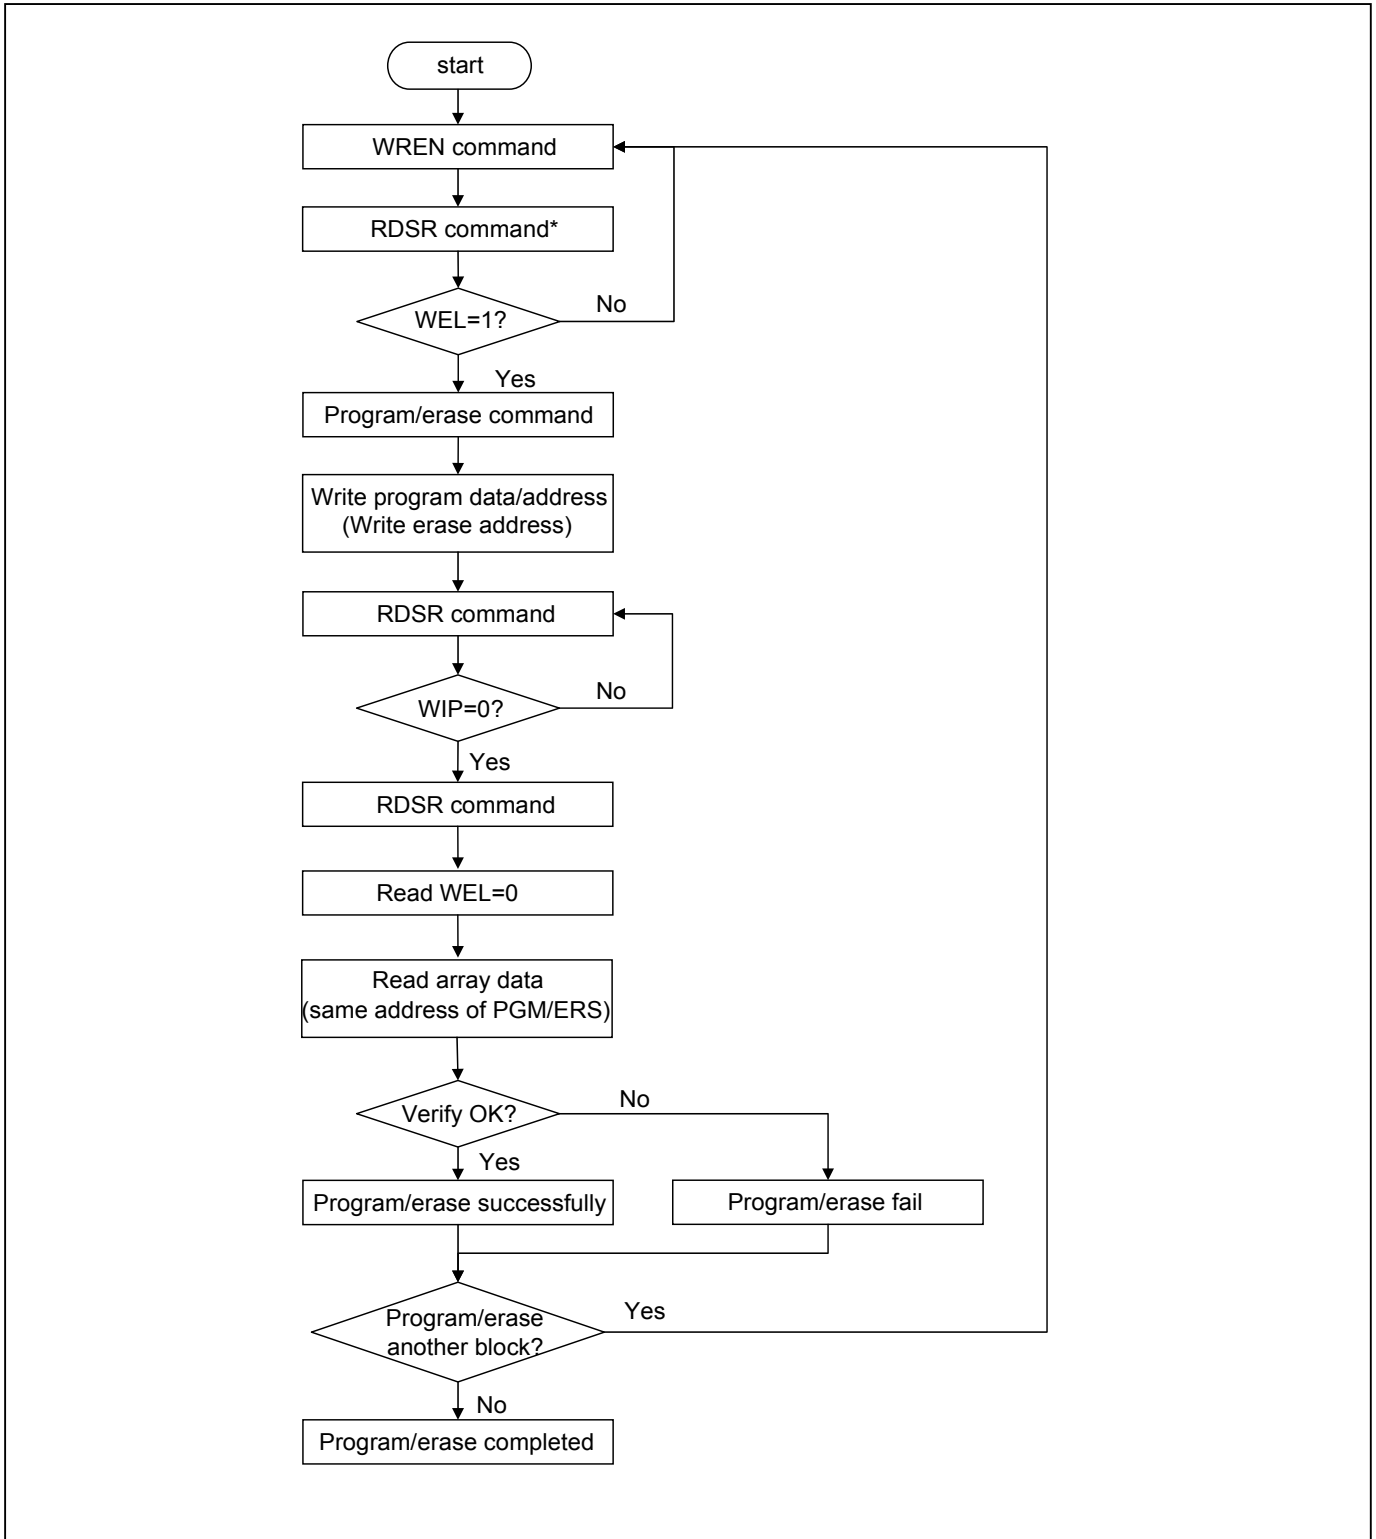 start
WREN command
RDSR command*
WEL=1?
No
Yes
Program/erase command
Write program data/address
(Write erase address)
RDSR command
WIP=0?
No
Yes
RDSR command
Read WEL=0
Read array data
(same address of PGM/ERS)
Verify OK?
No
Yes
Program/erase successfully
Program/erase fail
Program/erase
another block?
Yes
No
Program/erase completed